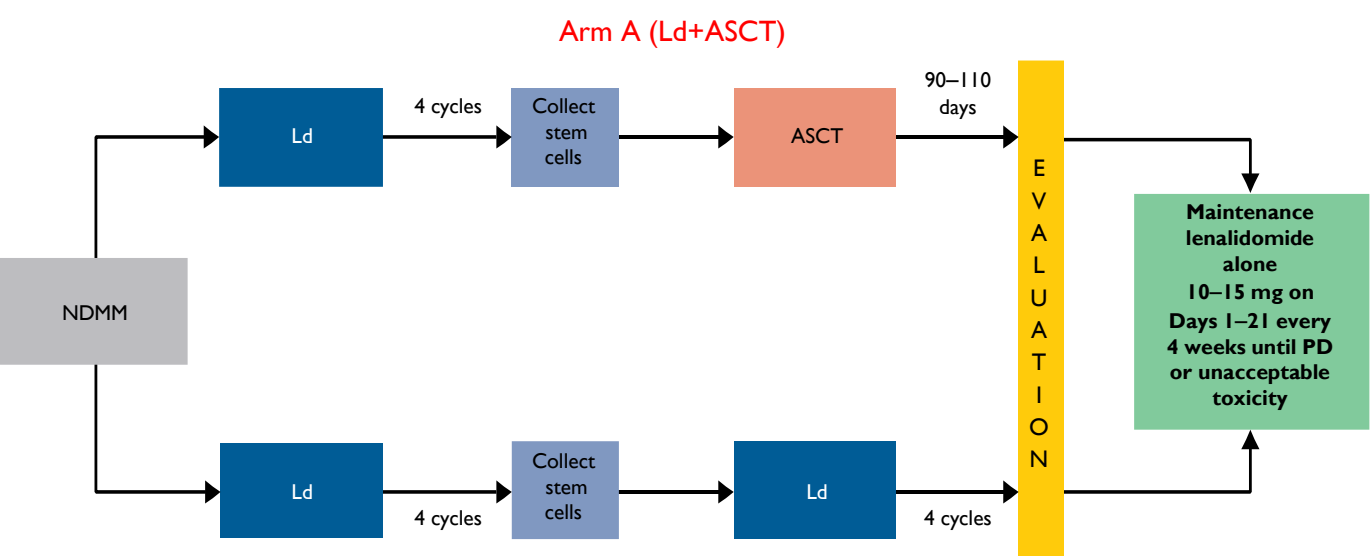 Arm A (Ld+ASCT)
NDMM
Ld
4 cycles
Collect
stem
cells
ASCT
90–110
days
Ld
4 cycles
Collect
stem
cells
Ld
4 cycles
E
V
A
L
U
A
T
I
O
N
Maintenance
lenalidomide
alone
10–15 mg on
Days 1–21 every
4 weeks until PD
or unacceptable
toxicity